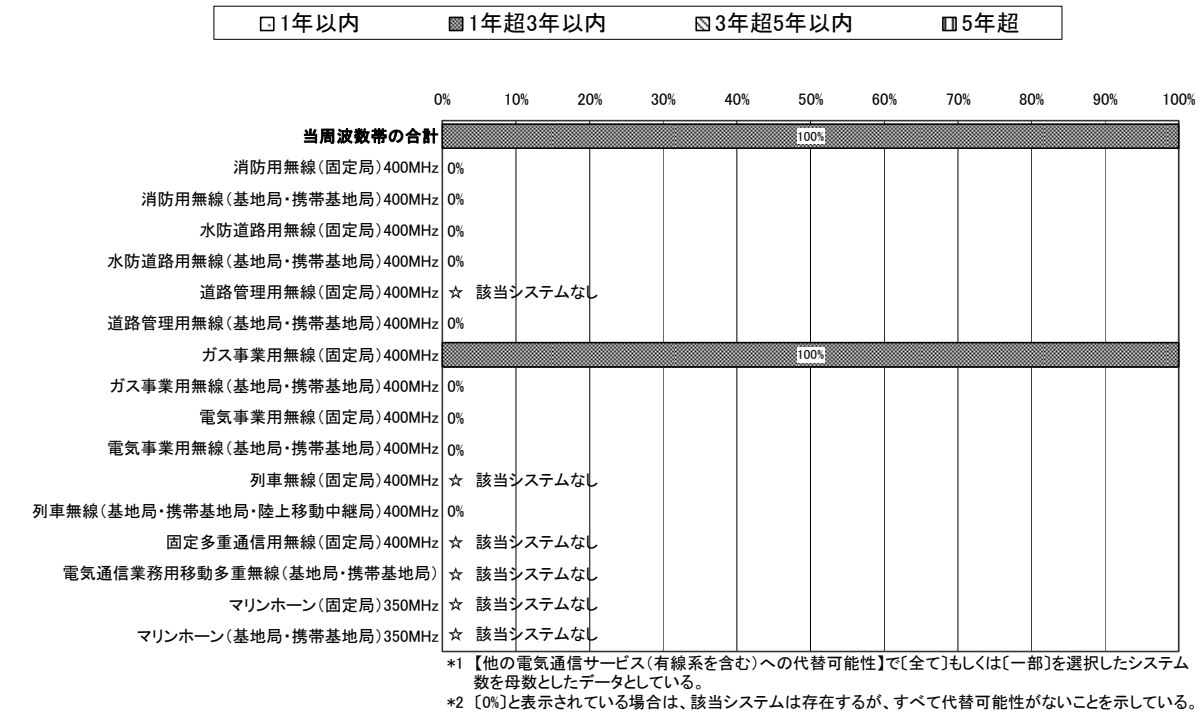 1年以内 1年超3年以内 3年超5年以内 5年超
0% 10% 20% 30% 40% 50% 60% 70% 80% 90% 100%
当周波数帯の合計 100%
消防用無線(固定局)400MHz 0%
消防用無線(基地局・携帯基地局)400MHz 0%
水防道路用無線(固定局)400MHz 0%
水防道路用無線(基地局・携帯基地局)400MHz 0%
道路管理用無線(固定局)400MHz ☆ 該当システムなし
道路管理用無線(基地局・携帯基地局)400MHz 0%
ガス事業用無線(固定局)400MHz 100%
ガス事業用無線(基地局・携帯基地局)400MHz 0%
電気事業用無線(固定局)400MHz 0%
電気事業用無線(基地局・携帯基地局)400MHz 0%
列車無線(固定局)400MHz ☆ 該当システムなし
列車無線(基地局・携帯基地局・陸上移動中継局)400MHz 0%
固定多重通信用無線(固定局)400MHz ☆ 該当システムなし
電気通信業務用移動多重無線(基地局・携帯基地局) ☆ 該当システムなし
マリンホーン(固定局)350MHz ☆ 該当システムなし
マリンホーン(基地局・携帯基地局)350MHz ☆ 該当システムなし
*1 【他の電気通信サービス(有線系を含む)への代替可能性】で〔全て〕もしくは〔一部〕を選択したシステム
数を母数としたデータとしている。
*2 〔0%〕と表示されている場合は、該当システムは存在するが、すべて代替可能性がないことを示している。